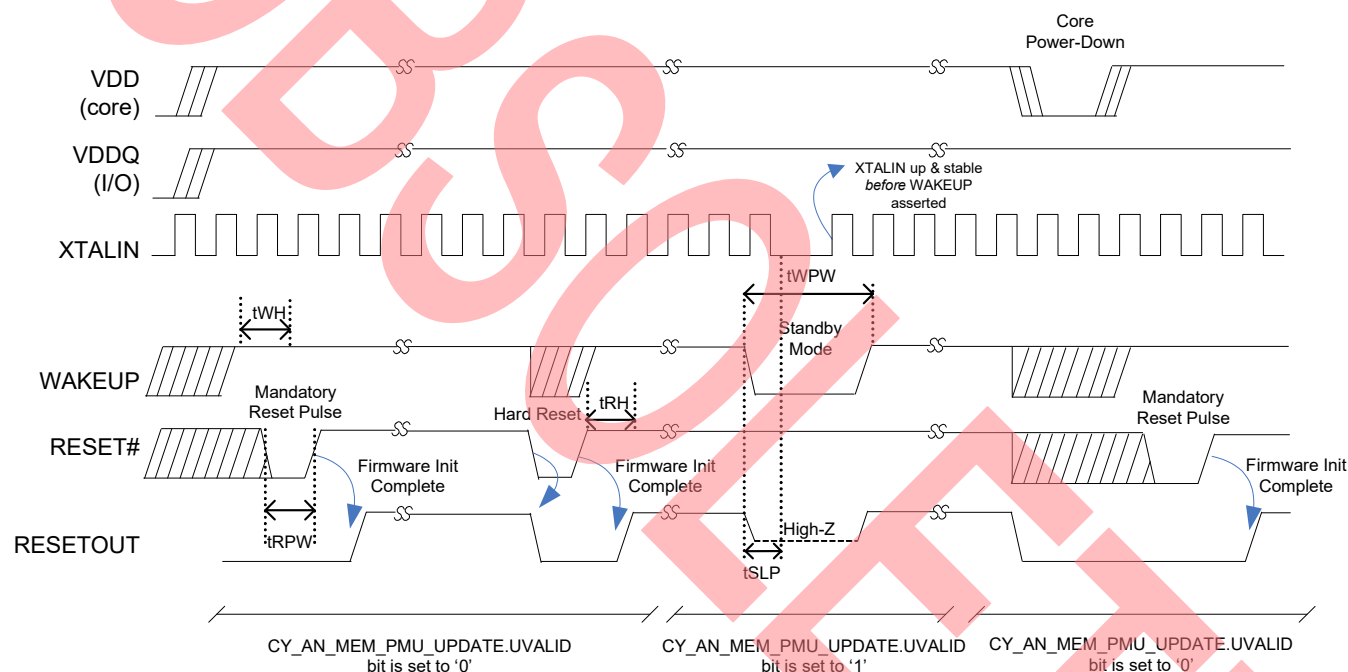 Core
Power-Down
VDD
(core)
VDDQ
(I/O)
XTALIN up & stable
before WAKEUP
asserted
XTALIN
tWPW
tWH
Standby
Mode
WAKEUP
Mandatory
Reset Pulse
Hard Reset
tRH
Mandatory
Reset Pulse
RESET#
Firmware Init
Complete
Firmware Init
Complete
Firmware Init
Complete
High-Z
RESETOUT
tRPW
tSLP
CY_AN_MEM_PMU_UPDATE.UVALID
bit is set to ‘0’
CY_AN_MEM_PMU_UPDATE.UVALID
bit is set to ‘1’
CY_AN_MEM_PMU_UPDATE.UVALID
bit is set to ‘0’
BSOLET